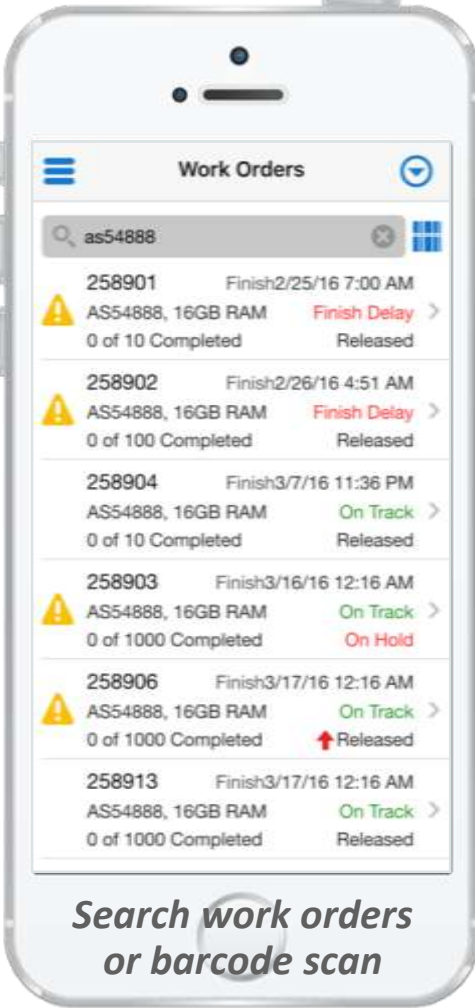 Work Orders
as54888
258901 Finish2/25/16 7:00 AM
AS54888, 16GB RAM Finish Delay
0 of 10 Completed Released
258902 Finish2/26/16 4:51 AM
AS54888, 16GB RAM Finish Delay
0 of 100 Completed Released
258904 Finish3/7/16 11:36 PM
AS54888, 16GB RAM On Track
0 of 10 Completed Released
258903 Finish3/16/16 12:16 AM
AS54888, 16GB RAM On Track
0 of 1000 Completed On Hold
258906 Finish3/17/16 12:16 AM
AS54888, 16GB RAM On Track
0 of 1000 Completed Released
258913 Finish3/17/16 12:16 AM
AS54888, 16GB RAM On Track
0 of 1000 Completed Released
Search work orders
or barcode scan